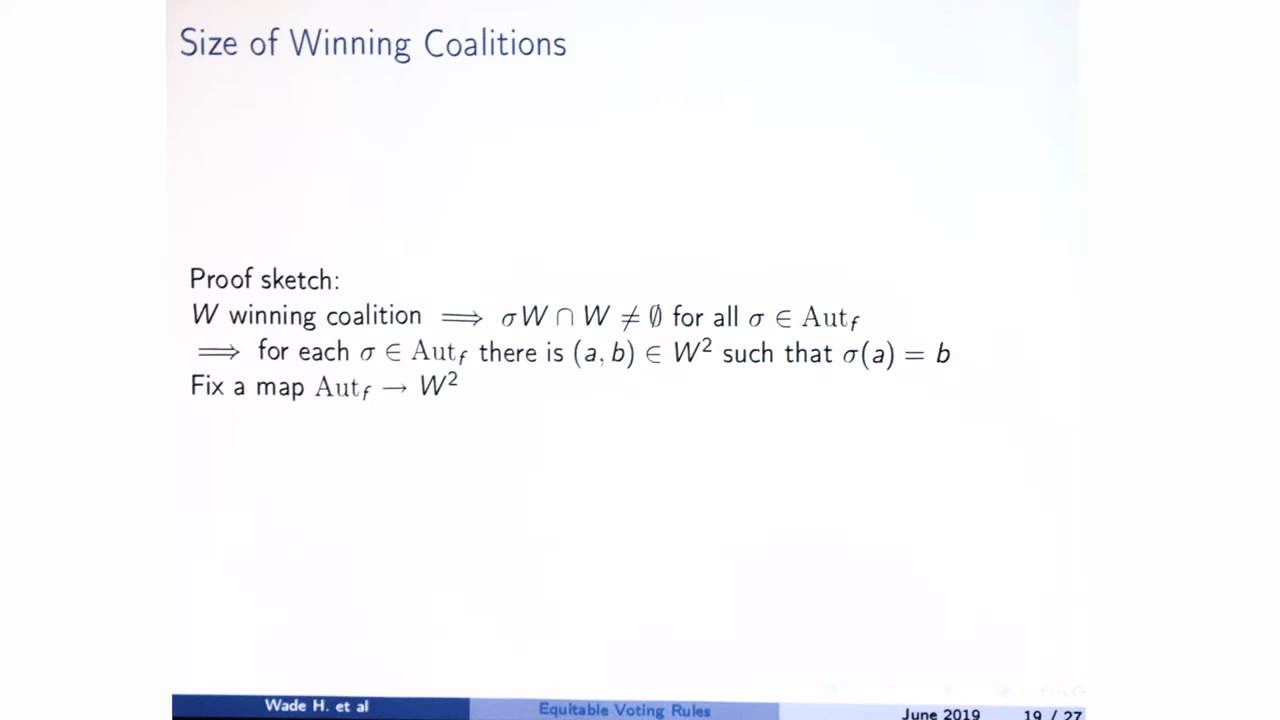 Size of Winning Coalitions
Proof sketch:
W winning coalition ⟹ σW ∩ W ≠ ∅ for all σ ∈ Aut_f
⟹ for each σ ∈ Aut_f there is (a, b) ∈ W² such that σ(a) = b
Fix a map Aut_f → W²
Wade H. et al Equitable Voting Rules June 2019 19 / 27